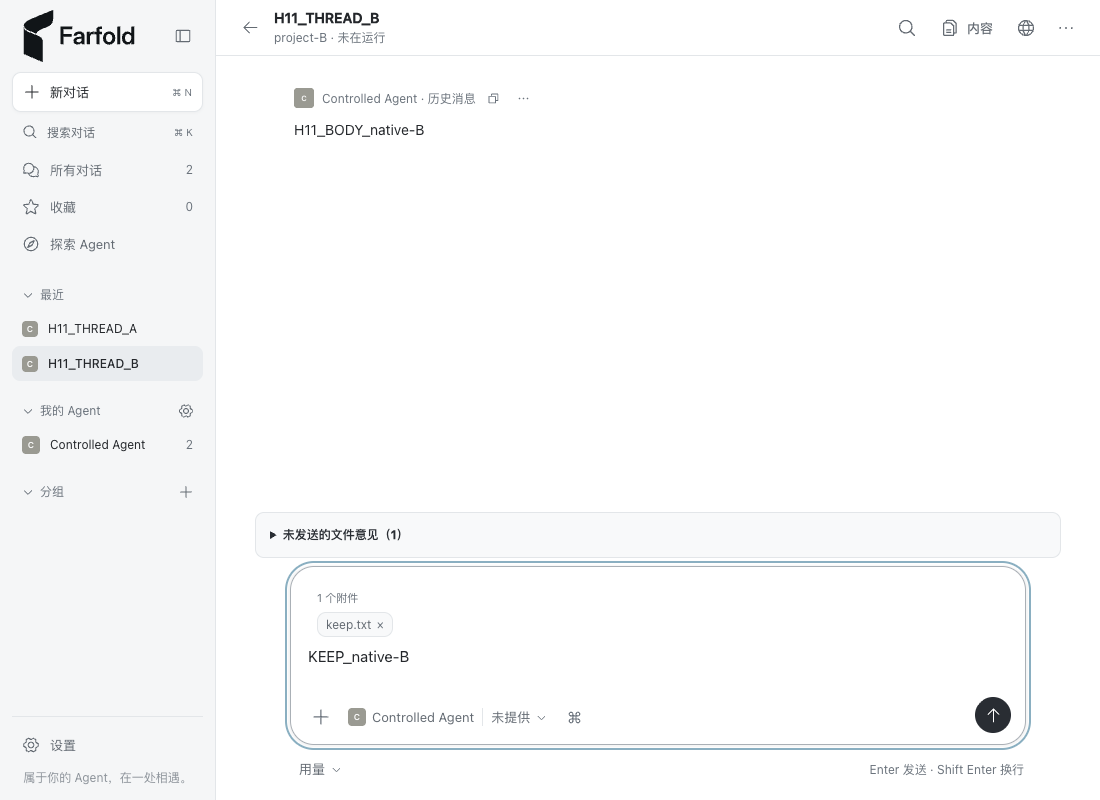 Farfold
新对话 ⌘ N
搜索对话 ⌘ K
所有对话 2
收藏 0
探索 Agent
最近
C H11_THREAD_A
C H11_THREAD_B
我的 Agent
C Controlled Agent 2
分组
设置
属于你的 Agent，在一处相遇。
H11_THREAD_B
project-B · 未在运行
内容
C Controlled Agent · 历史消息
H11_BODY_native-B
未发送的文件意见（1）
1 个附件
keep.txt ×
KEEP_native-B
C Controlled Agent 未提供 ⌘
用量
Enter 发送 · Shift Enter 换行